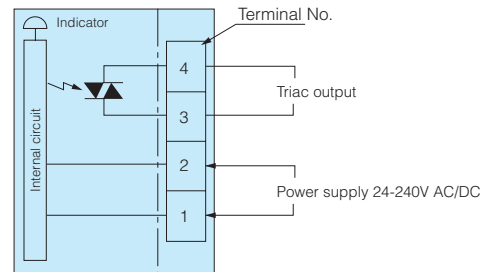 Indicator
Terminal No.
4
Triac output
3
Internal circuit
2
Power supply 24-240V AC/DC
1